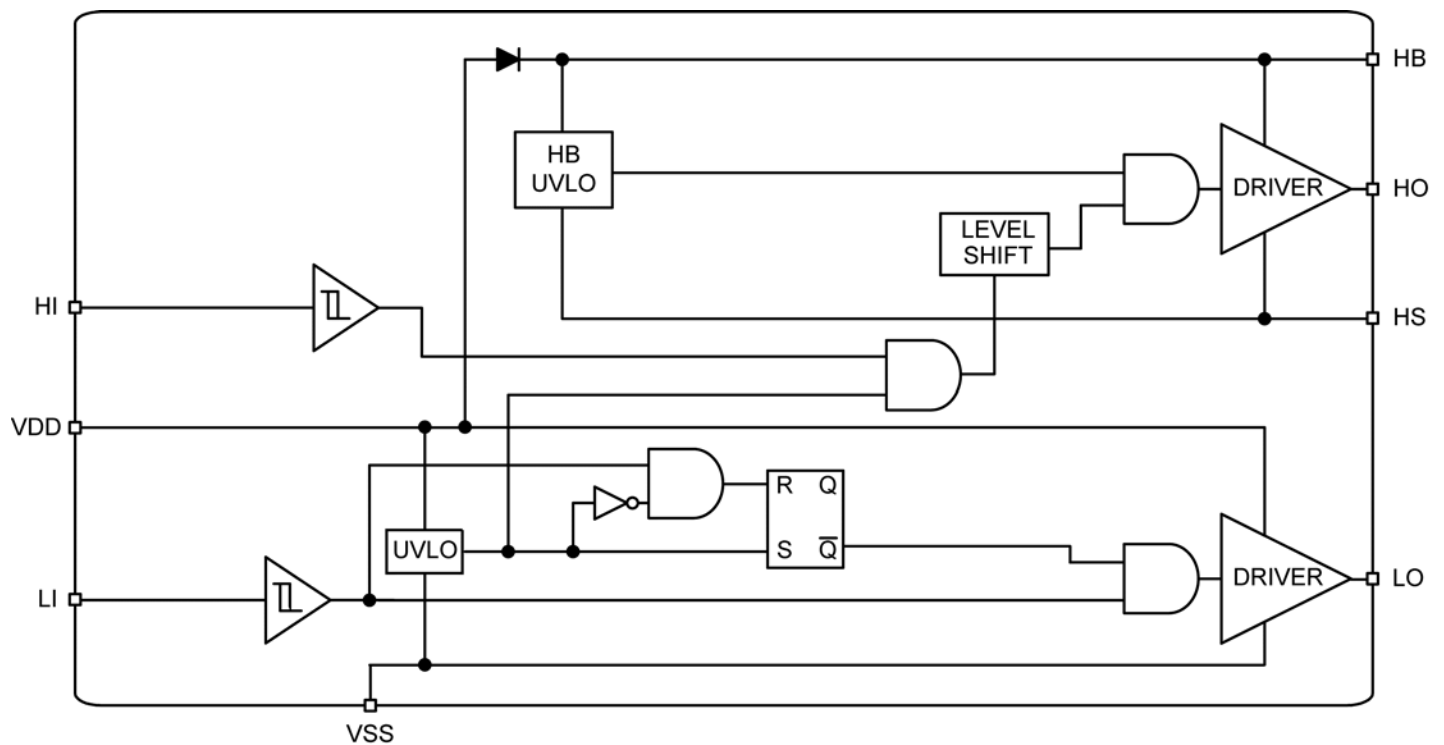 HB
HB
UVLO
DRIVER
HO
LEVEL
SHIFT
HI
HS
VDD
R Q
UVLO
S Q̅
DRIVER
LO
LI
VSS